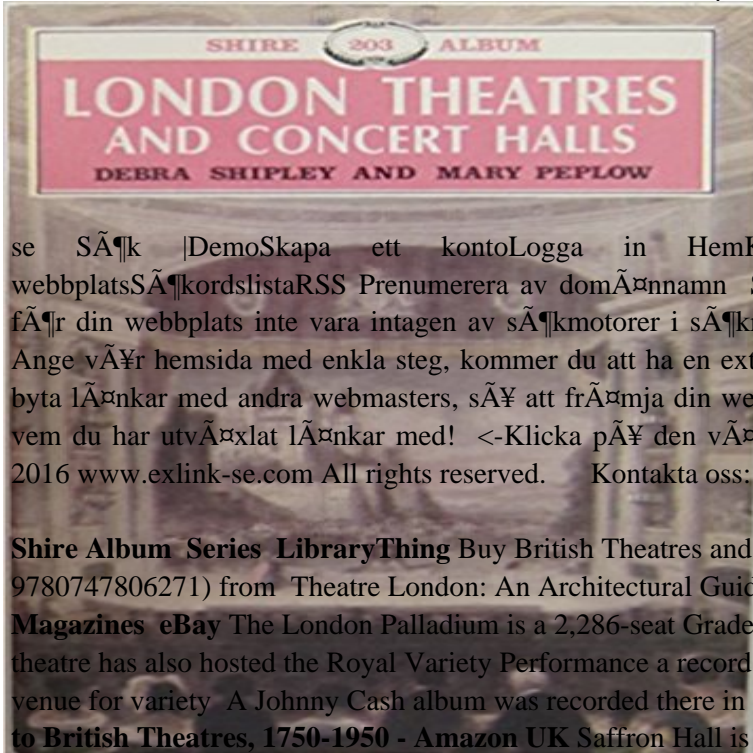 SHIRE 203 ALBUM
LONDON THEATRES
AND CONCERT HALLS
DEBRA SHIPLEY AND MARY PEPLOW
se SÃ¶k |DemoSkapa ett kontoLogga in Hem
webbplatsSÃ¶kordslistaRSS Prenumerera av domÃ¤nnamn
fÃ¶r din webbplats inte vara intagen av sÃ¶kmotorer i
Ange vÃ¥r hemsida med enkla steg, kommer du att ha en
byta lÃ¤nkar med andra webmasters, sÃ¥ att frÃ¤mja din
vem du har utvÃ¤xlat lÃ¤nkar med! <-Klicka pÃ¥ den
2016 www.exlink-se.com All rights reserved. Kontakta oss:
Shire Album Series LibraryThing Buy British Theatres and
9780747806271) from Theatre London: An Architectural
Magazines eBay The London Palladium is a 2,286-seat Grade
theatre has also hosted the Royal Variety Performance a record
venue for variety A Johnny Cash album was recorded there in
to British Theatres, 1750-1950 - Amazon UK Saffron Hall is